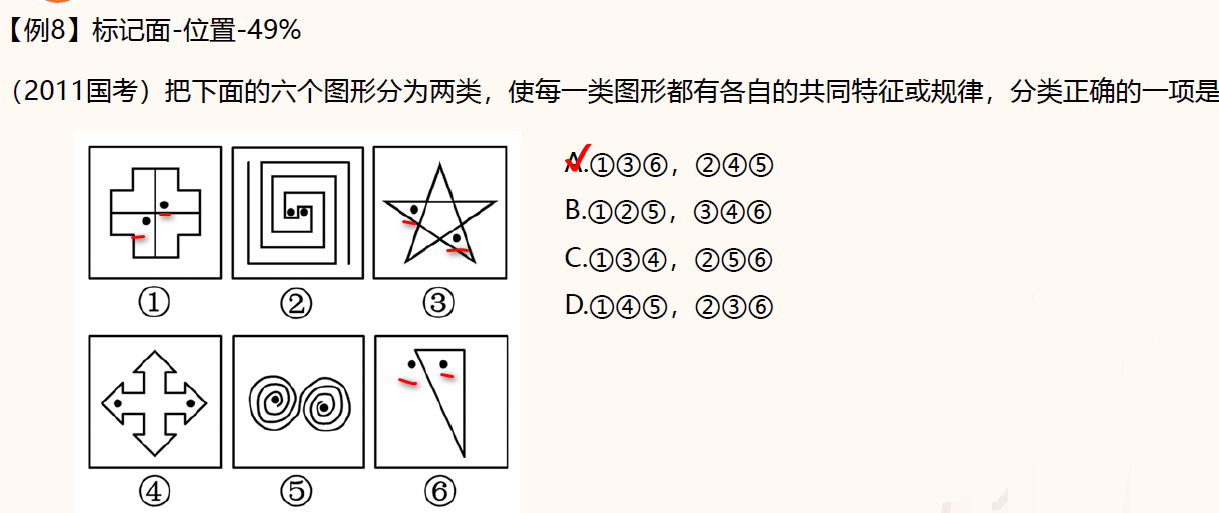 【例8】标记面-位置-49%
（2011国考）把下面的六个图形分为两类，使每一类图形都有各自的共同特征或规律，分类正确的一项是
A.①③⑥，②④⑤
B.①②⑤，③④⑥
C.①③④，②⑤⑥
D.①④⑤，②③⑥
① ② ③
④ ⑤ ⑥